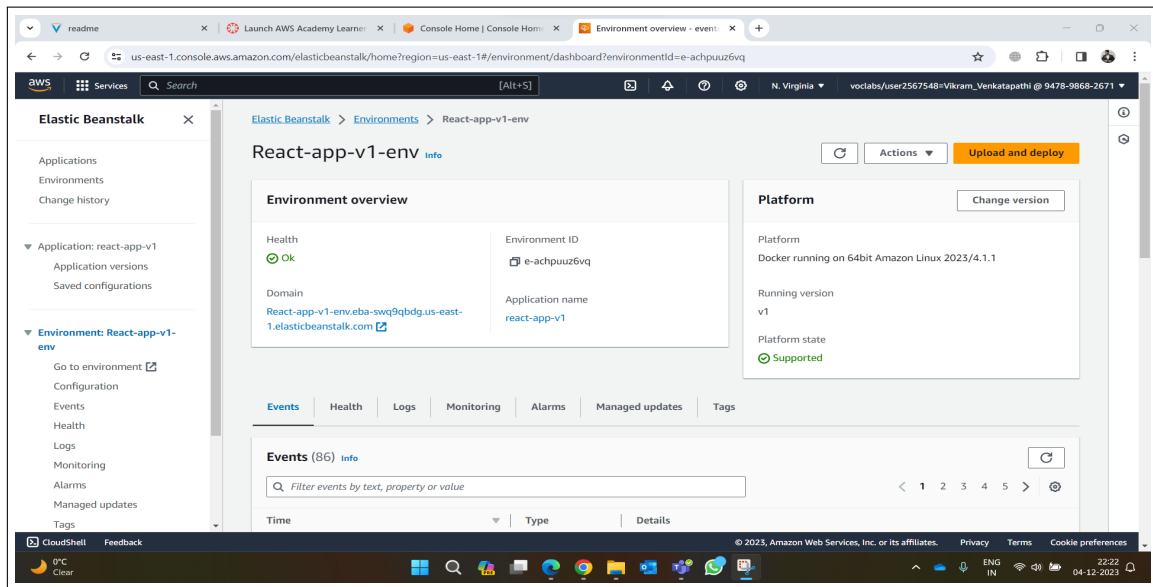 readme
Launch AWS Academy Learner
Console Home | Console Home
Environment overview - event
us-east-1.console.aws.amazon.com/elasticbeanstalk/home?region=us-east-1#/environment/dashboard?environmentId=e-achpuuz6vq
aws Services Search [Alt+S] N. Virginia voclabs/user2567548=Vikram_Venkatapathi @ 9478-9868-2671
Elastic Beanstalk
Applications
Environments
Change history
Application: react-app-v1
Application versions
Saved configurations
Environment: React-app-v1-
env
Go to environment
Configuration
Events
Health
Logs
Monitoring
Alarms
Managed updates
Tags
Elastic Beanstalk > Environments > React-app-v1-env
React-app-v1-env Info
Actions
Upload and deploy
Environment overview
Health
Ok
Domain
React-app-v1-env.eba-swq9qbdg.us-east-
1.elasticbeanstalk.com
Environment ID
e-achpuuz6vq
Application name
react-app-v1
Platform
Change version
Platform
Docker running on 64bit Amazon Linux 2023/4.1.1
Running version
v1
Platform state
Supported
Events Health Logs Monitoring Alarms Managed updates Tags
Events (86) Info
Filter events by text, property or value
< 1 2 3 4 5 >
Time Type Details
CloudShell Feedback © 2023, Amazon Web Services, Inc. or its affiliates. Privacy Terms Cookie preferences
0°C
Clear
ENG
IN
22:22
04-12-2023